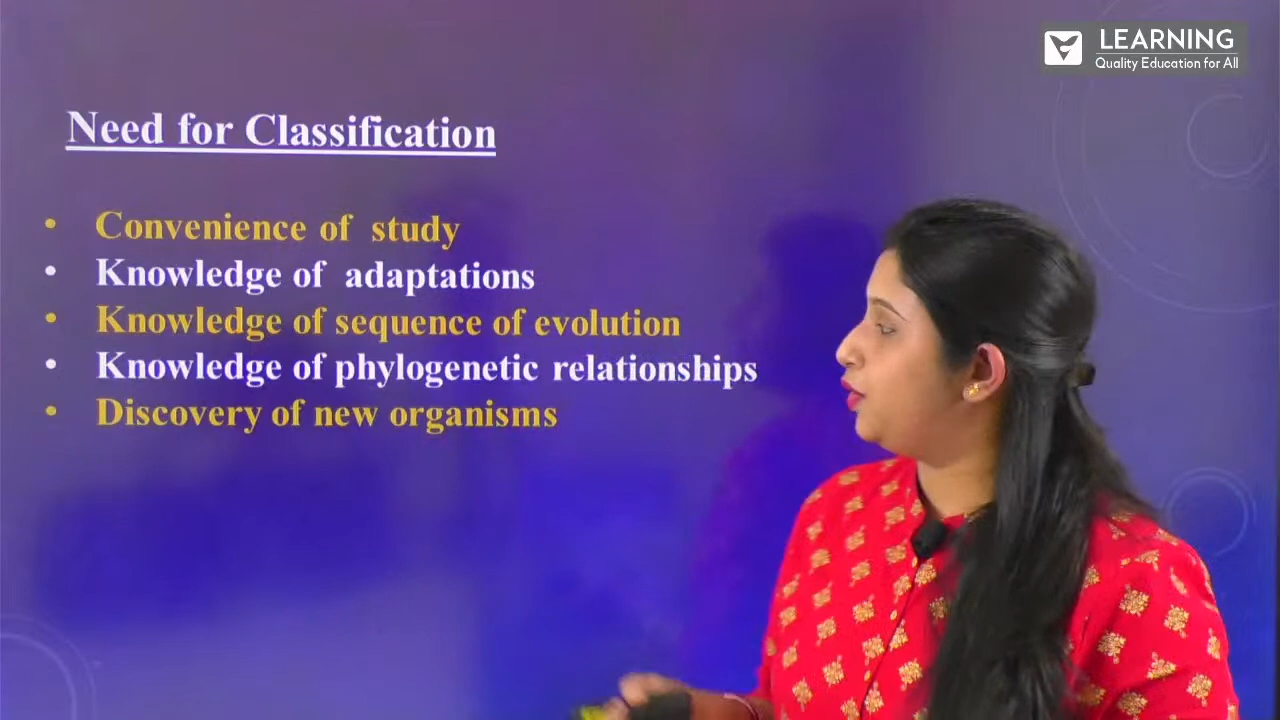 LEARNING
Quality Education for All
Need for Classification
• Convenience of study
• Knowledge of adaptations
• Knowledge of sequence of evolution
• Knowledge of phylogenetic relationships
• Discovery of new organisms